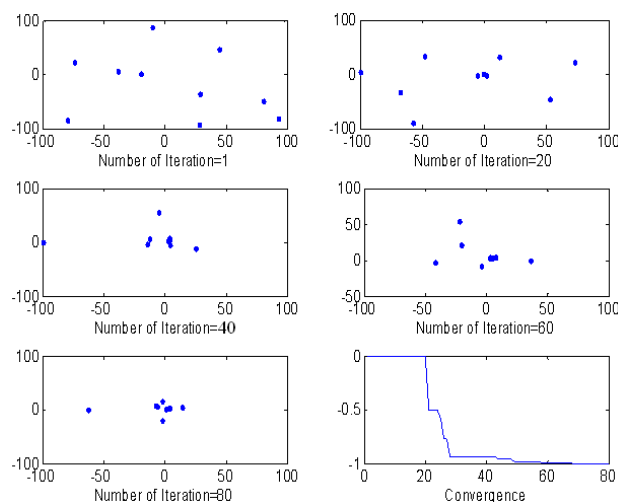 100
0
-100
-100 -50 0 50 100
Number of Iteration=1
100
0
-100
-100 -50 0 50 100
Number of Iteration=20
100
0
-100
-100 -50 0 50 100
Number of Iteration=40
100
50
0
-50
-100 -50 0 50 100
Number of Iteration=60
100
0
-100
-100 -50 0 50 100
Number of Iteration=80
0
-0.5
-1
0 20 40 60 80
Convergence